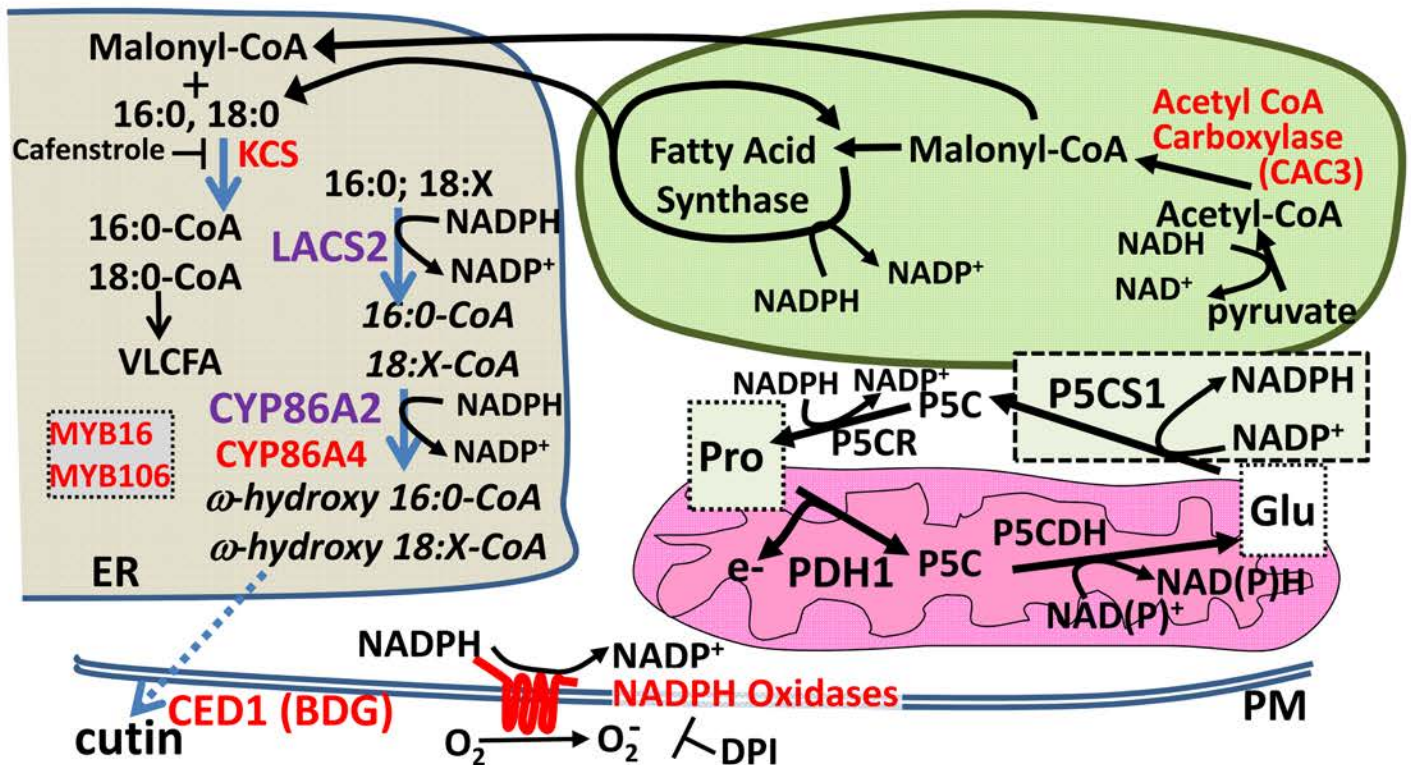 Malonyl-CoA
+
16:0, 18:0
Cafenstrole
KCS
16:0-CoA
18:0-CoA
VLCFA
16:0; 18:X
NADPH
LACS2
NADP⁺
16:0-CoA
18:X-CoA
CYP86A2
NADPH
CYP86A4
NADP⁺
ω-hydroxy 16:0-CoA
ω-hydroxy 18:X-CoA
MYB16
MYB106
ER
Fatty Acid
Synthase
NADPH
NADP⁺
Malonyl-CoA
Acetyl CoA
Carboxylase
(CAC3)
Acetyl-CoA
NADH
NAD⁺
pyruvate
NADPH
NADP⁺
P5C
P5CR
Pro
P5CS1
NADPH
NADP⁺
Glu
e-
PDH1
P5C
P5CDH
NAD(P)H
NAD(P)⁺
NADPH
NADP⁺
NADPH Oxidases
CED1 (BDG)
cutin
O₂
O₂⁻
DPI
PM